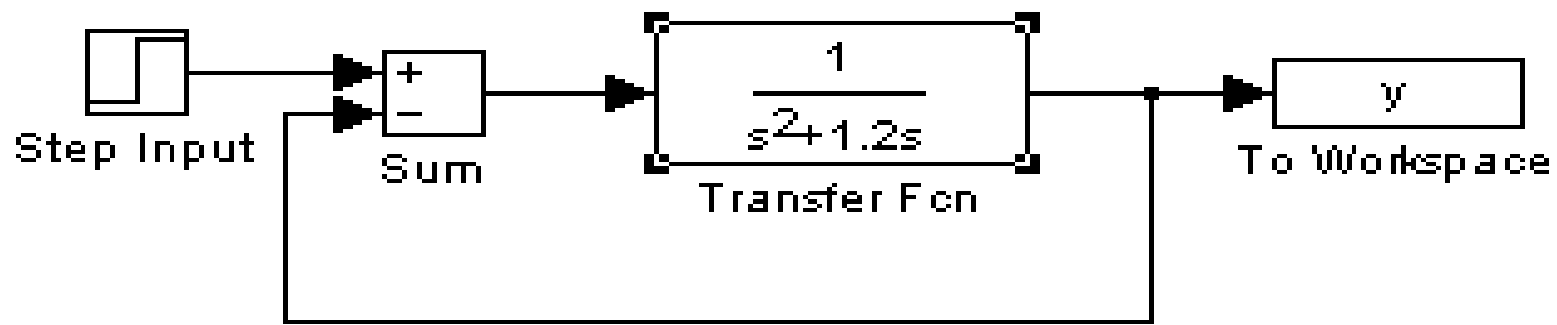 Step Input
+
−
Sum
1
s²+1.2s
Transfer Fcn
y
To Workspace